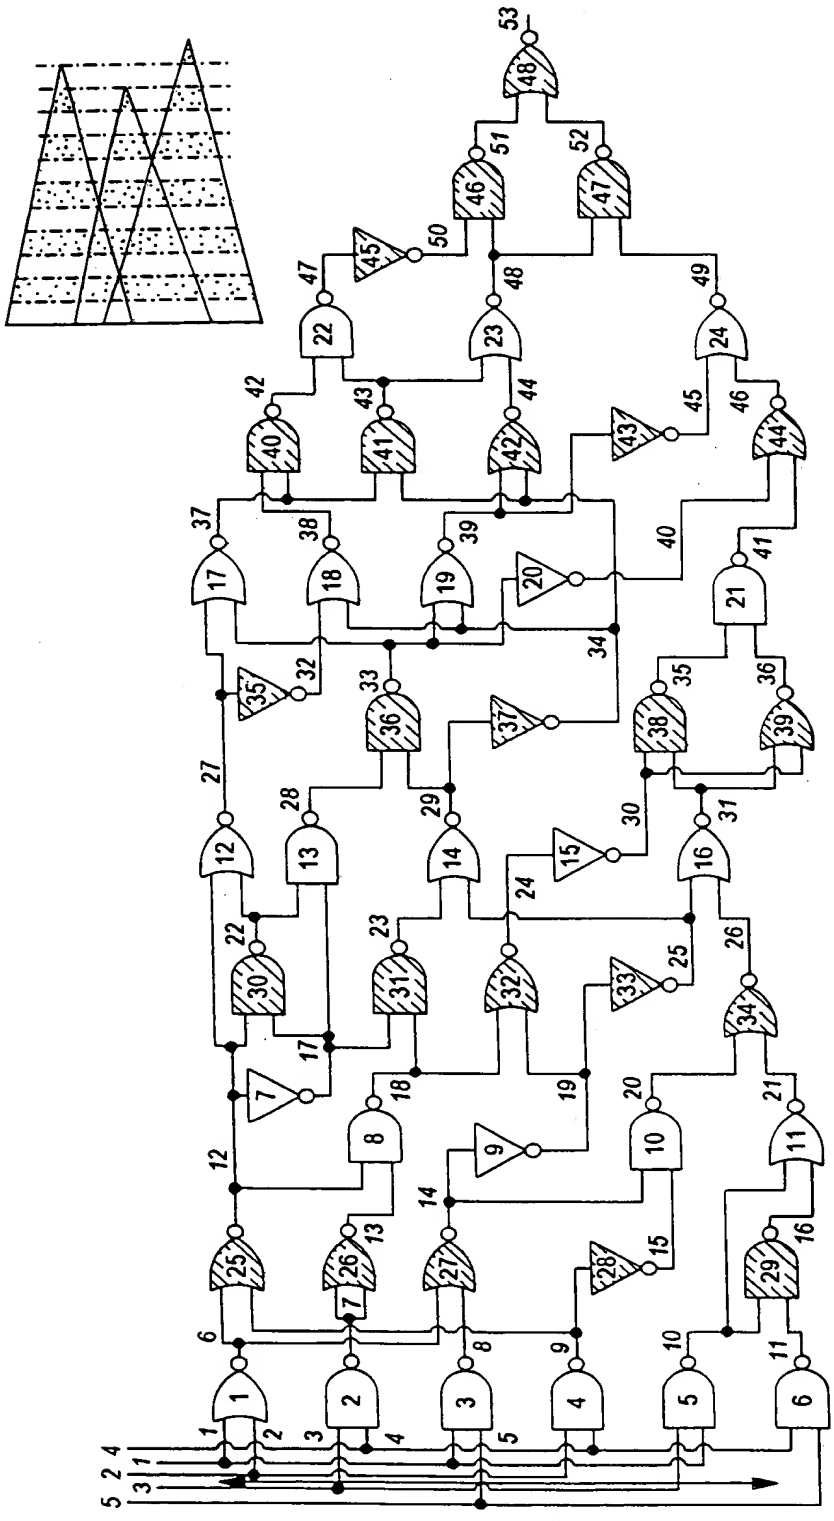 53
48
51 52
46 47
50
45
47 48 49
22 23 24
42 43 44 45 46
40 41 42 43 44
37 38 39 40 41
17 18 19 20 21
32 33 34 35 36
35 36 37 38 39
27 28 29 30 31
12 13 14 15 16
22 23 24 25 26
30 31 32 33 34
17 18 19 20 21
7 8 9 10 11
12 13 14 15 16
25 26 27 28 29
6 7 8 9 10 11
1 2 3 4 5 6
1 2 3 4 5
4
1
2
3
5